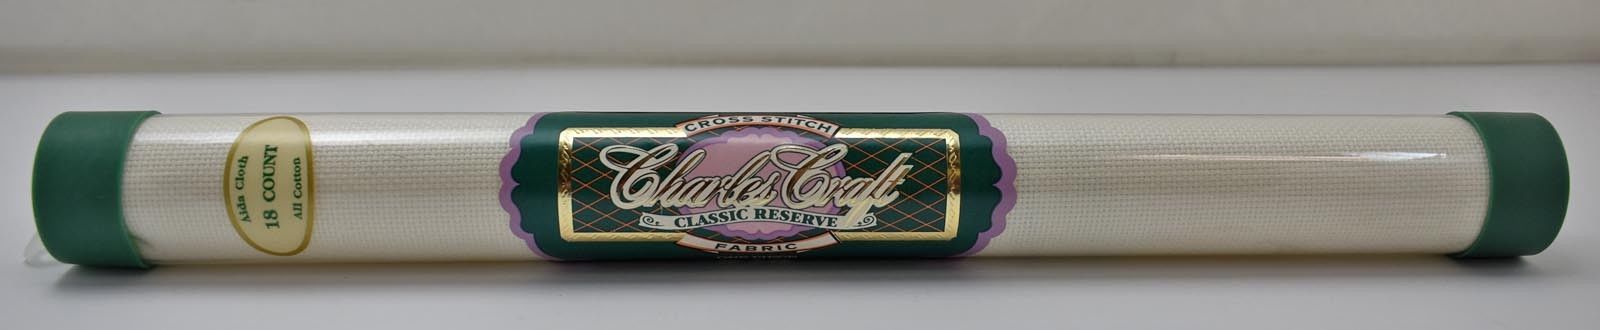 Aida Cloth
18 COUNT
All Cotton
CROSS STITCH
Charles Craft
CLASSIC RESERVE
FABRIC